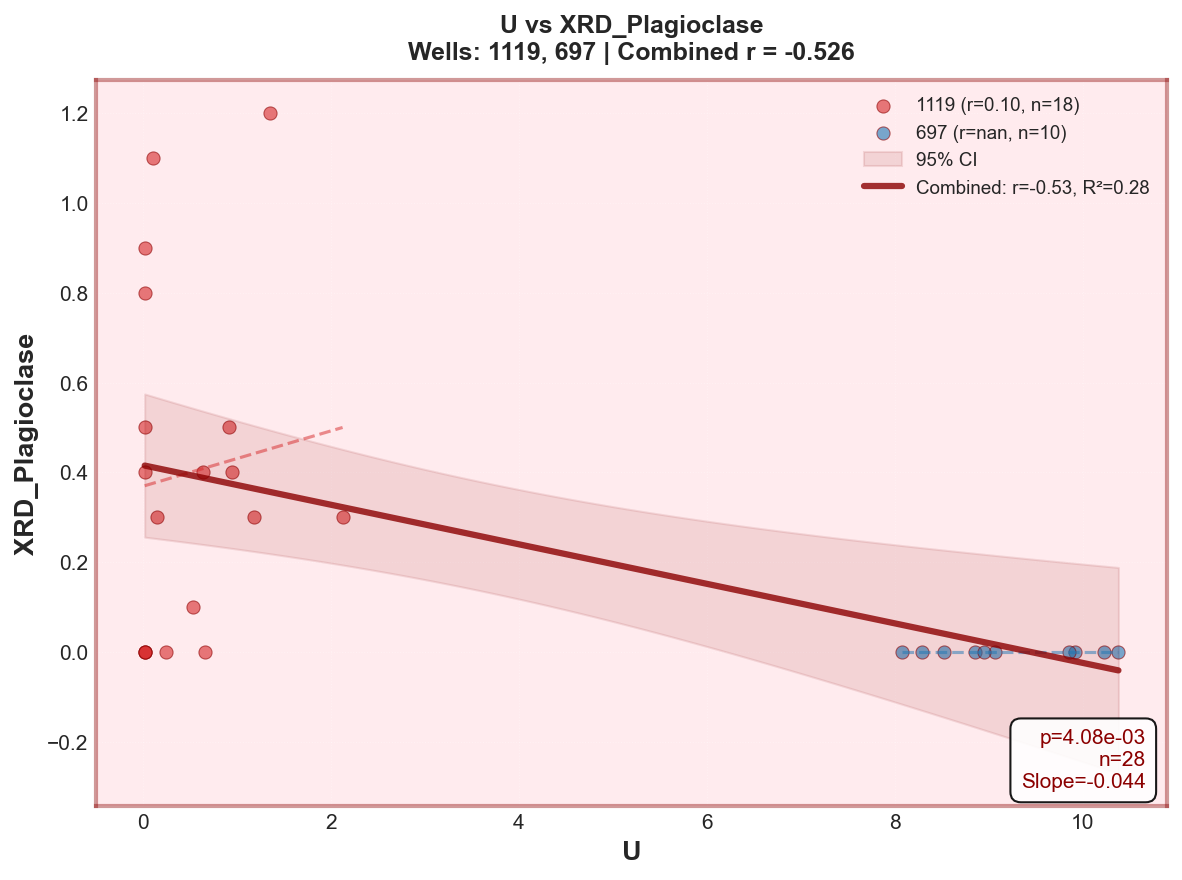 U vs XRD_Plagioclase
Wells: 1119, 697 | Combined r = -0.526
1119 (r=0.10, n=18)
697 (r=nan, n=10)
95% CI
Combined: r=-0.53, R²=0.28
XRD_Plagioclase
1.2
1.0
0.8
0.6
0.4
0.2
0.0
−0.2
p=4.08e-03
n=28
Slope=-0.044
0
2
4
6
8
10
U